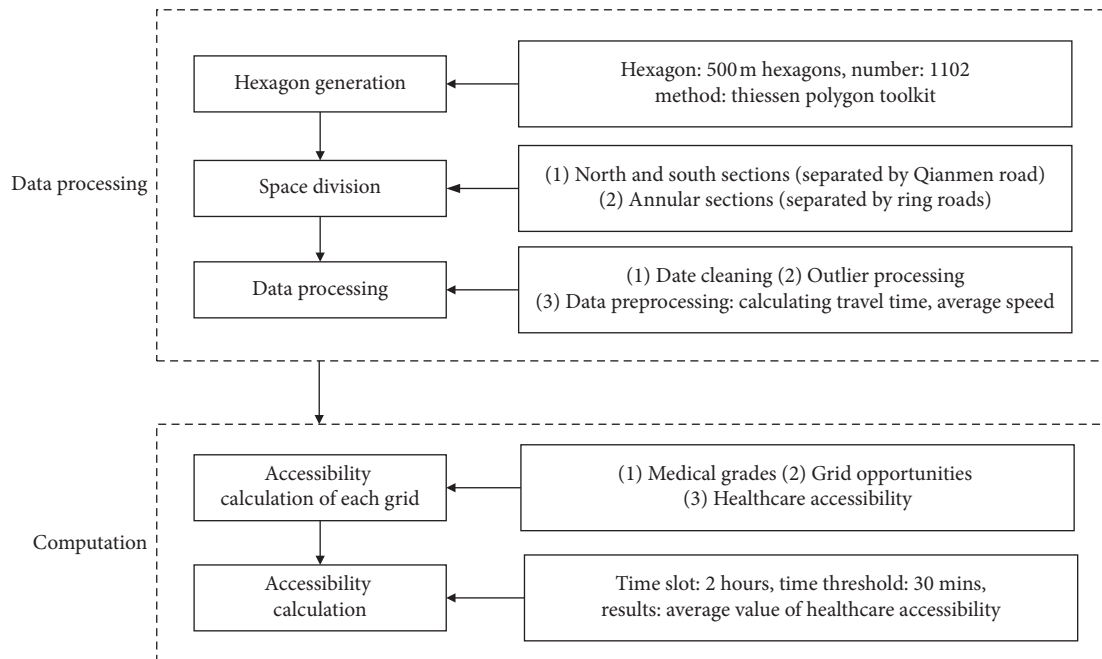 Data processing
Hexagon generation
Hexagon: 500 m hexagons, number: 1102
method: thiessen polygon toolkit
Space division
(1) North and south sections (separated by Qianmen road)
(2) Annular sections (separated by ring roads)
Data processing
(1) Date cleaning (2) Outlier processing
(3) Data preprocessing: calculating travel time, average speed
Computation
Accessibility
calculation of each grid
(1) Medical grades (2) Grid opportunities
(3) Healthcare accessibility
Accessibility
calculation
Time slot: 2 hours, time threshold: 30 mins,
results: average value of healthcare accessibility